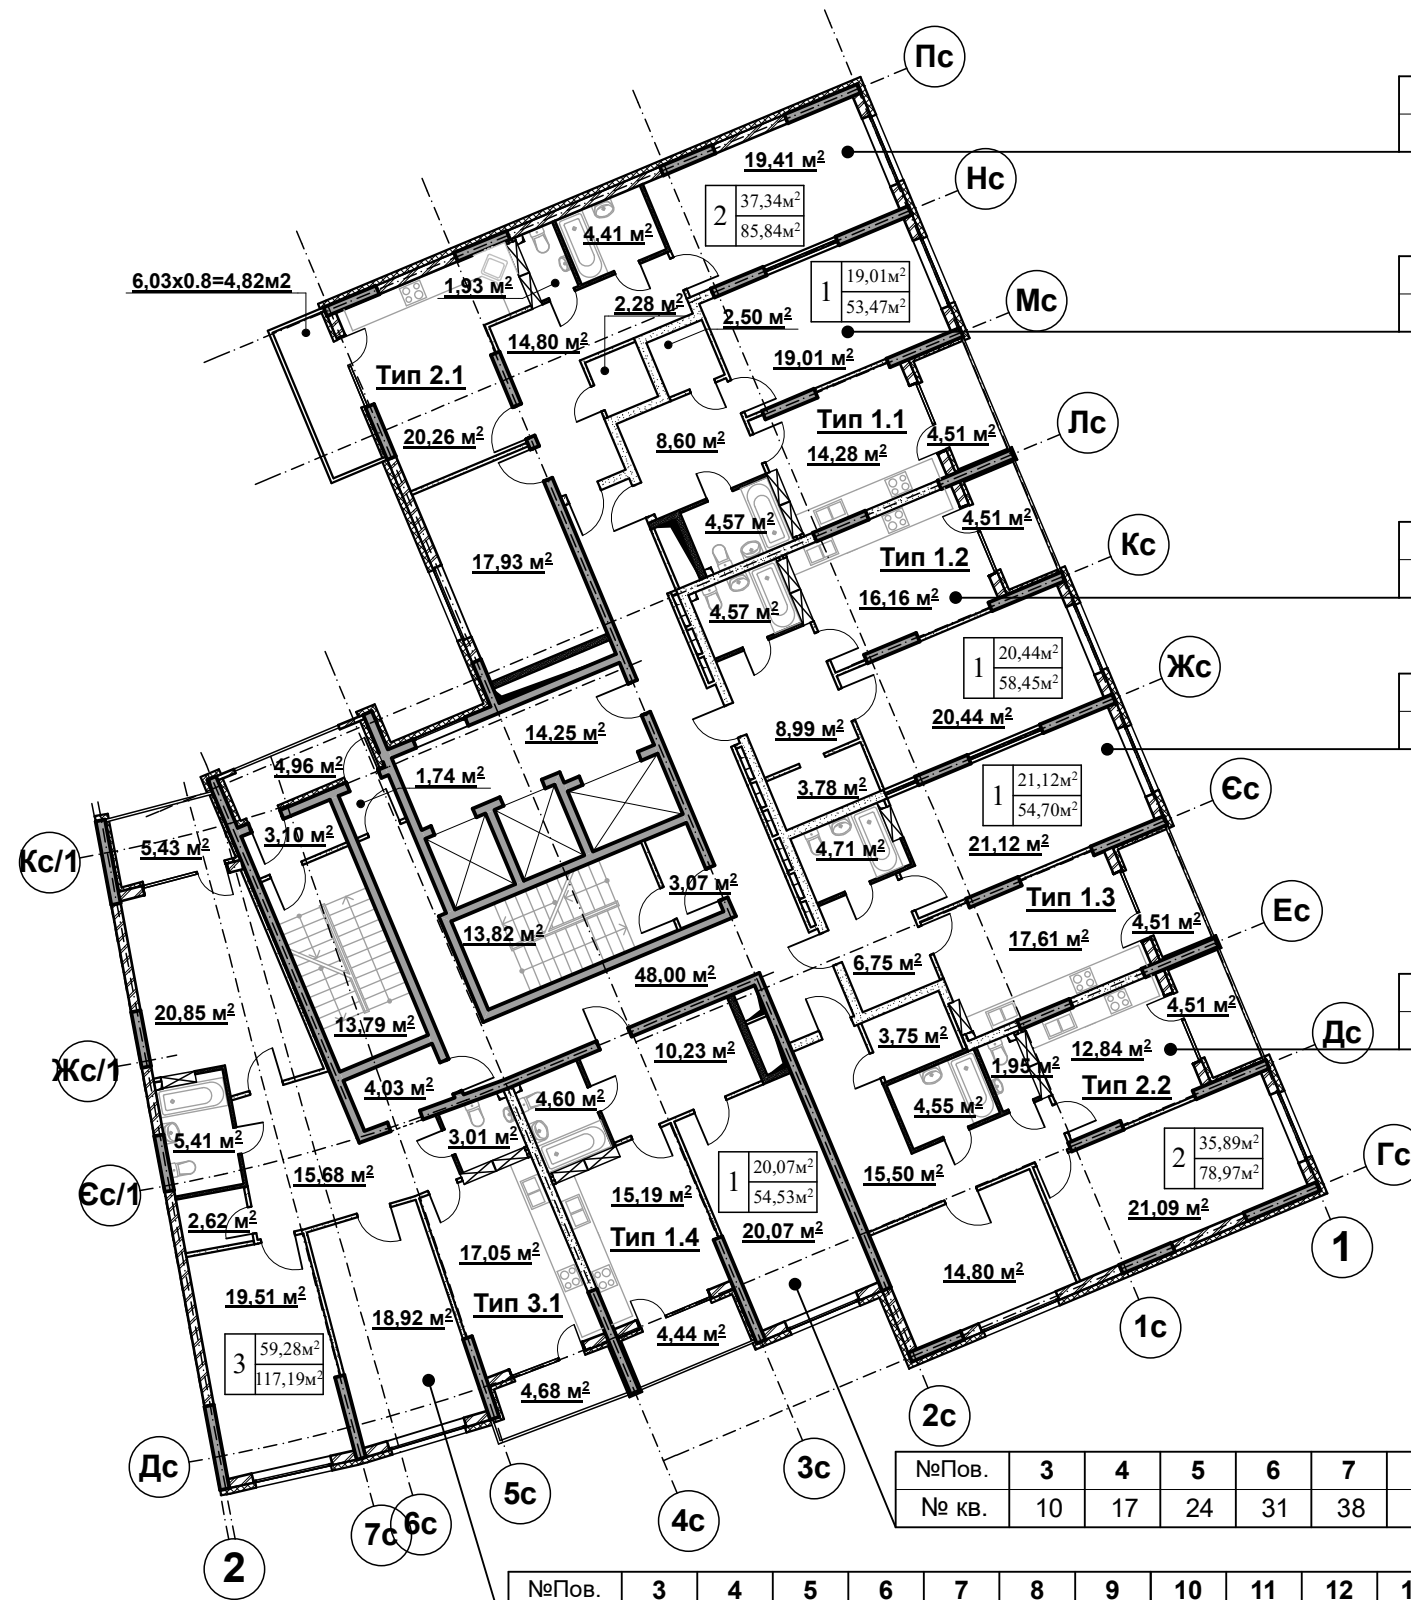 Пс
19,41 м²
Нс
2 37,34м²
85,84м²
4,41 м²
6,03х0.8=4,82м2
1,93 м²
1 19,01м²
53,47м²
Мс
2,28 м²
2,50 м²
14,80 м²
19,01 м²
Тип 2.1
Тип 1.1
Лс
20,26 м²
8,60 м²
4,51 м²
14,28 м²
4,57 м²
4,51 м²
Кс
17,93 м²
Тип 1.2
16,16 м²
4,57 м²
1 20,44м²
58,45м²
Жс
20,44 м²
14,25 м²
8,99 м²
4,96 м²
1,74 м²
3,78 м²
1 21,12м²
54,70м²
Єс
3,10 м²
5,43 м²
4,71 м²
21,12 м²
Кс/1
3,07 м²
Тип 1.3
Ес
13,82 м²
17,61 м²
4,51 м²
48,00 м²
6,75 м²
20,85 м²
13,79 м²
4,51 м²
Дс
10,23 м²
3,75 м²
12,84 м²
Жс/1
1,95 м²
4,03 м²
4,60 м²
Тип 2.2
4,55 м²
5,41 м²
3,01 м²
2 35,89м²
78,97м²
Гс
15,68 м²
1 20,07м²
54,53м²
15,50 м²
Єс/1
15,19 м²
2,62 м²
20,07 м²
21,09 м²
17,05 м²
Тип 1.4
1
14,80 м²
19,51 м²
Тип 3.1
18,92 м²
1с
3 59,28м²
117,19м²
4,44 м²
4,68 м²
2с
Дс
3с
5с
4с
7с
6с
2
№Пов. 3 4 5 6 7
№ кв. 10 17 24 31 38
№Пов. 3 4 5 6 7 8 9 10 11 12 1